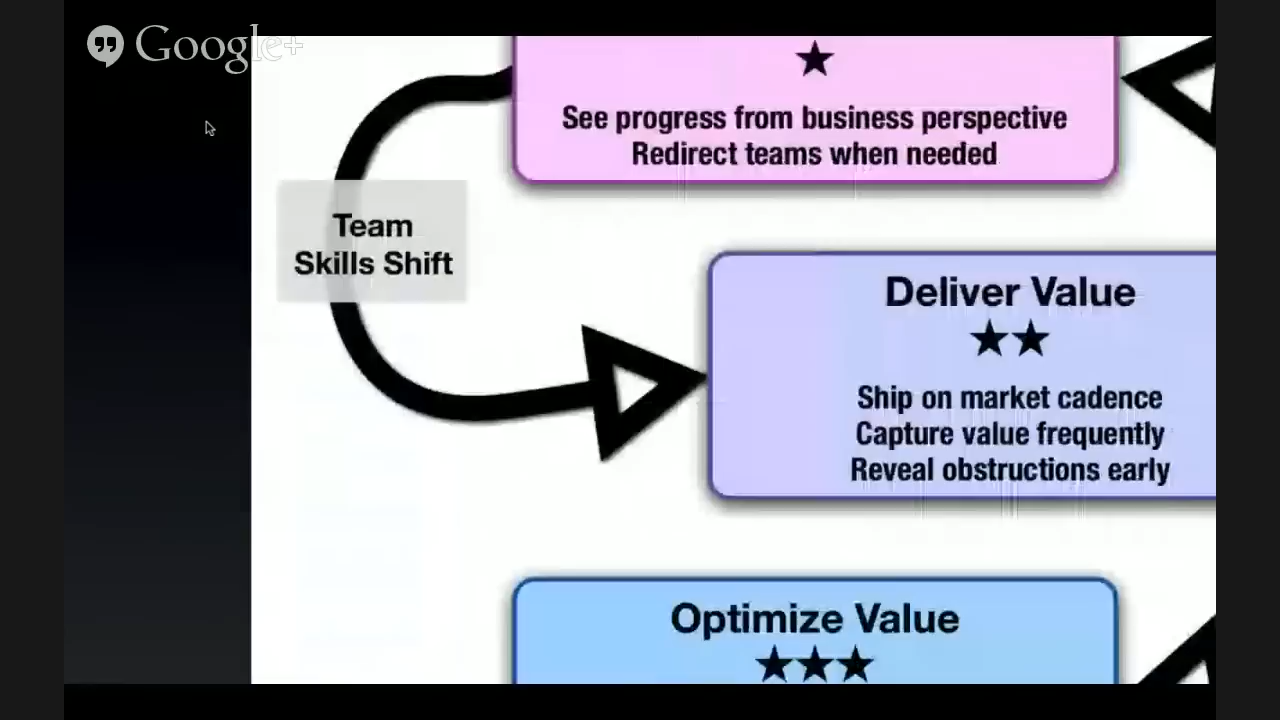 Google+
★
See progress from business perspective
Redirect teams when needed
Team
Skills Shift
Deliver Value
★★
Ship on market cadence
Capture value frequently
Reveal obstructions early
Optimize Value
★★★